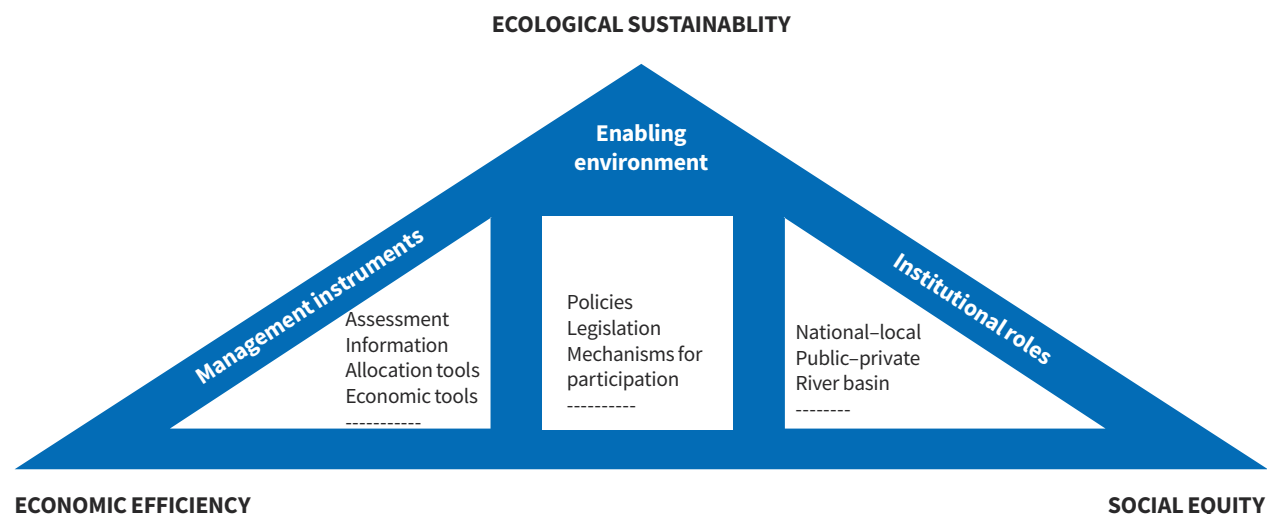 ECOLOGICAL SUSTAINABLITY
Enabling
environment
Management instruments
Assessment
Information
Allocation tools
Economic tools
-----------
Policies
Legislation
Mechanisms for
participation
----------
Institutional roles
National–local
Public–private
River basin
--------
ECONOMIC EFFICIENCY
SOCIAL EQUITY